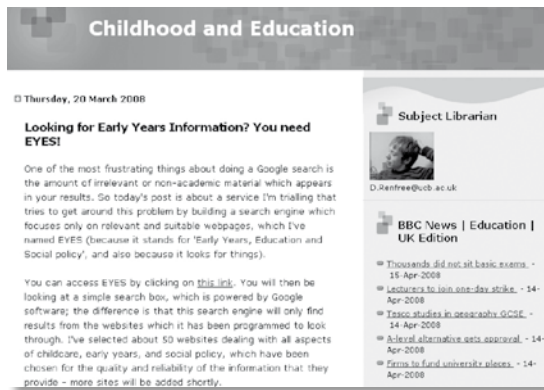 Childhood and Education
Thursday, 20 March 2008
Looking for Early Years Information? You need
EYES!
One of the most frustrating things about doing a Google search is
the amount of irrelevant or non-academic material which appears
in your results. So today's post is about a service I'm trialling that
tries to get around this problem by building a search engine which
focuses only on relevant and suitable webpages, which I've
named EYES (because it stands for 'Early Years, Education and
Social policy', and also because it looks for things).
You can access EYES by clicking on this link. You will then be
looking at a simple search box, which is powered by Google
software; the difference is that this search engine will only find
results from the websites which it has been programmed to look
through. I've selected about 50 websites dealing with all aspects
of childcare, early years, and social policy, which have been
chosen for the quality and reliability of the information that they
provide - more sites will be added shortly.
Subject Librarian
D.Renfree@ucb.ac.uk
BBC News | Education |
UK Edition
Thousands did not sit basic exams -
15-Apr-2008
Lecturers to join one-day strike - 14-
Apr-2008
Tesco studies in geography GCSE -
14-Apr-2008
A-level alternative gets approval - 14-
Apr-2008
Firms to fund university places - 14-
Apr-2008